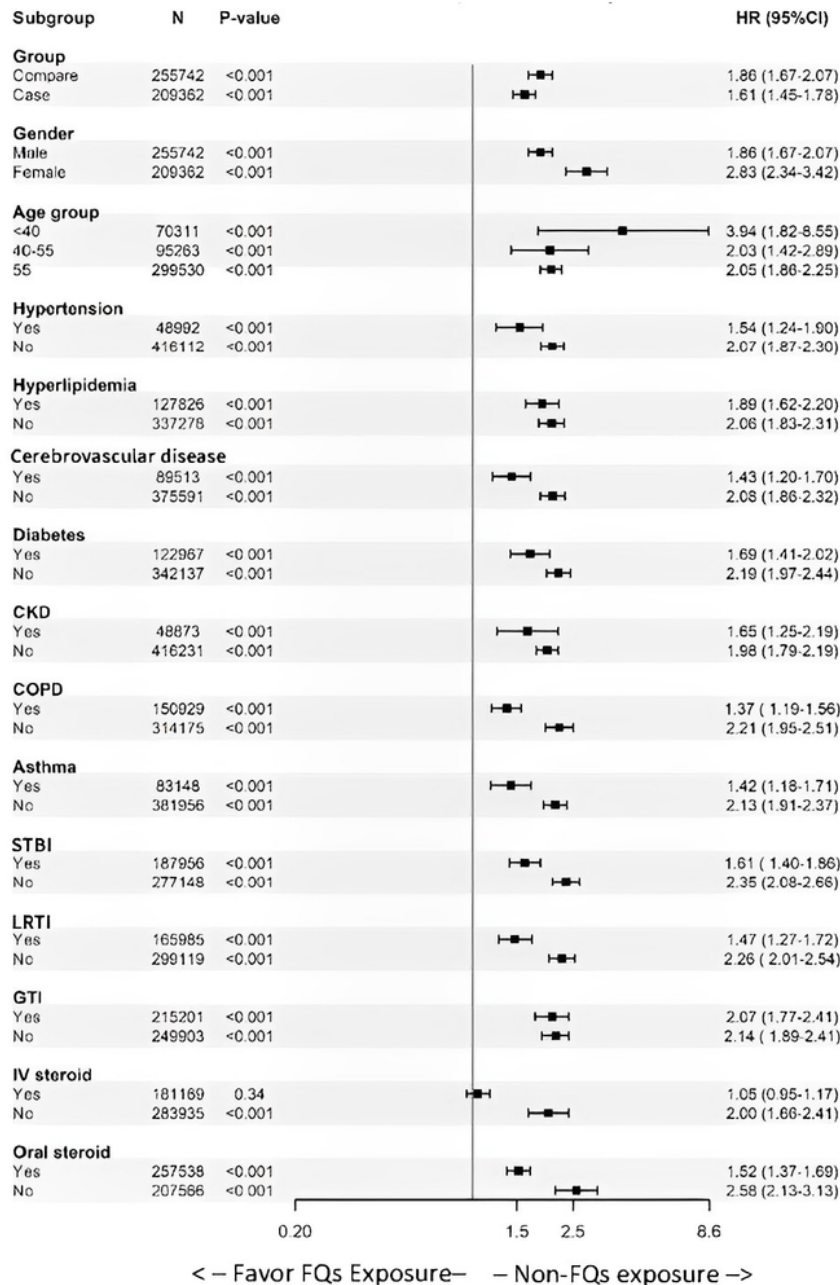 Subgroup N P-value HR (95%CI)
Group
Compare 255742 <0.001 1.86 (1.67-2.07)
Case 209362 <0.001 1.61 (1.45-1.78)
Gender
Male 255742 <0.001 1.86 (1.67-2.07)
Female 209362 <0.001 2.83 (2.34-3.42)
Age group
<40 70311 <0.001 3.94 (1.82-8.55)
40-55 95263 <0.001 2.03 (1.42-2.89)
55 299530 <0.001 2.05 (1.86-2.25)
Hypertension
Yes 48992 <0.001 1.54 (1.24-1.90)
No 416112 <0.001 2.07 (1.87-2.30)
Hyperlipidemia
Yes 127826 <0.001 1.89 (1.62-2.20)
No 337278 <0.001 2.06 (1.83-2.31)
Cerebrovascular disease
Yes 89513 <0.001 1.43 (1.20-1.70)
No 375591 <0.001 2.08 (1.86-2.32)
Diabetes
Yes 122967 <0.001 1.69 (1.41-2.02)
No 342137 <0.001 2.19 (1.97-2.44)
CKD
Yes 48873 <0.001 1.65 (1.25-2.19)
No 416231 <0.001 1.98 (1.79-2.19)
COPD
Yes 150929 <0.001 1.37 ( 1.19-1.56)
No 314175 <0.001 2.21 (1.95-2.51)
Asthma
Yes 83148 <0.001 1.42 (1.18-1.71)
No 381956 <0.001 2.13 (1.91-2.37)
STBI
Yes 187956 <0.001 1.61 ( 1.40-1.86)
No 277148 <0.001 2.35 (2.08-2.66)
LRTI
Yes 165985 <0.001 1.47 (1.27-1.72)
No 299119 <0.001 2.26 ( 2.01-2.54)
GTI
Yes 215201 <0.001 2.07 (1.77-2.41)
No 249903 <0.001 2.14 ( 1.89-2.41)
IV steroid
Yes 181169 0.34 1.05 (0.95-1.17)
No 283935 <0.001 2.00 (1.66-2.41)
Oral steroid
Yes 257538 <0.001 1.52 (1.37-1.69)
No 207566 <0.001 2.58 (2.13-3.13)
0.20 1.5 2.5 8.6
< – Favor FQs Exposure– – Non-FQs exposure –>